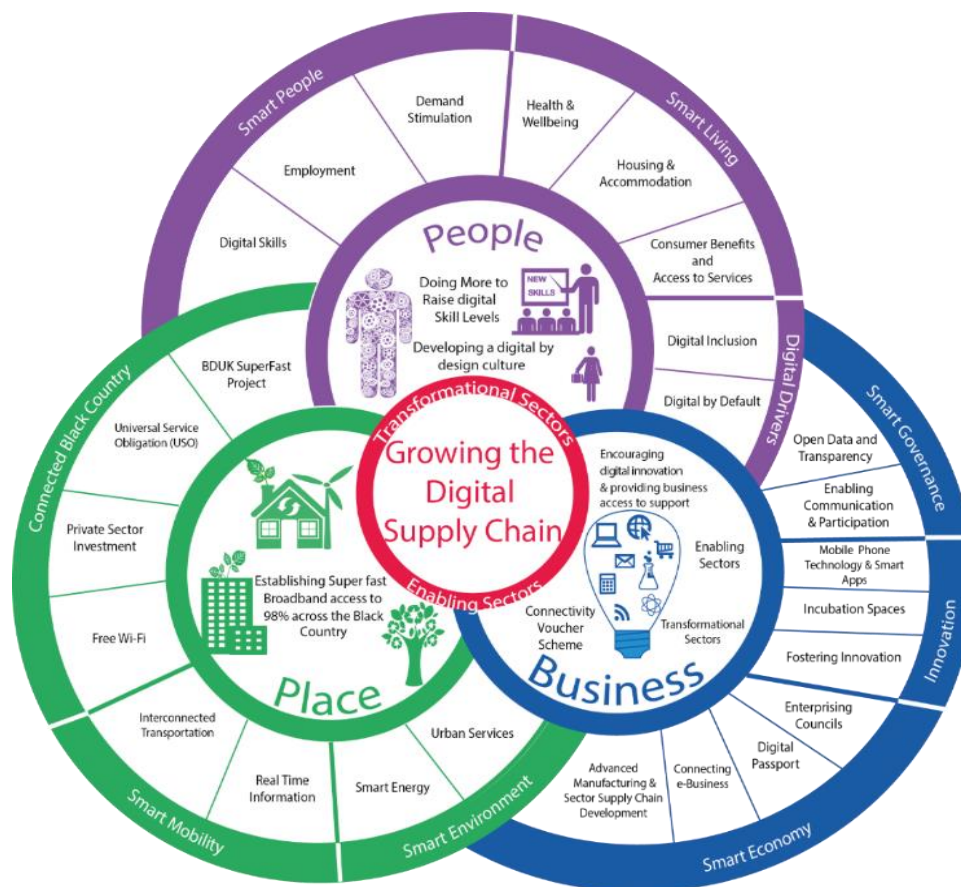 Smart People
Demand
Stimulation
Employment
Digital Skills
Smart Living
Health &
Wellbeing
Housing &
Accommodation
Consumer Benefits
and
Access to Services
Digital Drivers
Digital Inclusion
Digital by Default
People
Doing More to
Raise digital
Skill Levels
NEW
SKILLS
Developing a digital by
design culture
Transformational Sectors
Growing the
Digital
Supply Chain
Enabling Sectors
Connected Black Country
BDUK SuperFast
Project
Universal Service
Obligation (USO)
Private Sector
Investment
Free Wi-Fi
Establishing Super fast
Broadband access to
98% across the Black
Country
Place
Smart Mobility
Interconnected
Transportation
Real Time
Information
Smart Environment
Smart Energy
Urban Services
Encouraging
digital innovation
& providing business
access to support
Enabling
Sectors
Connectivity
Voucher
Scheme
Transformational
Sectors
Business
Smart Governance
Open Data and
Transparency
Enabling
Communication
& Participation
Innovation
Mobile Phone
Technology & Smart
Apps
Incubation Spaces
Fostering Innovation
Smart Economy
Enterprising
Councils
Digital
Passport
Connecting
e-Business
Advanced
Manufacturing &
Sector Supply Chain
Development